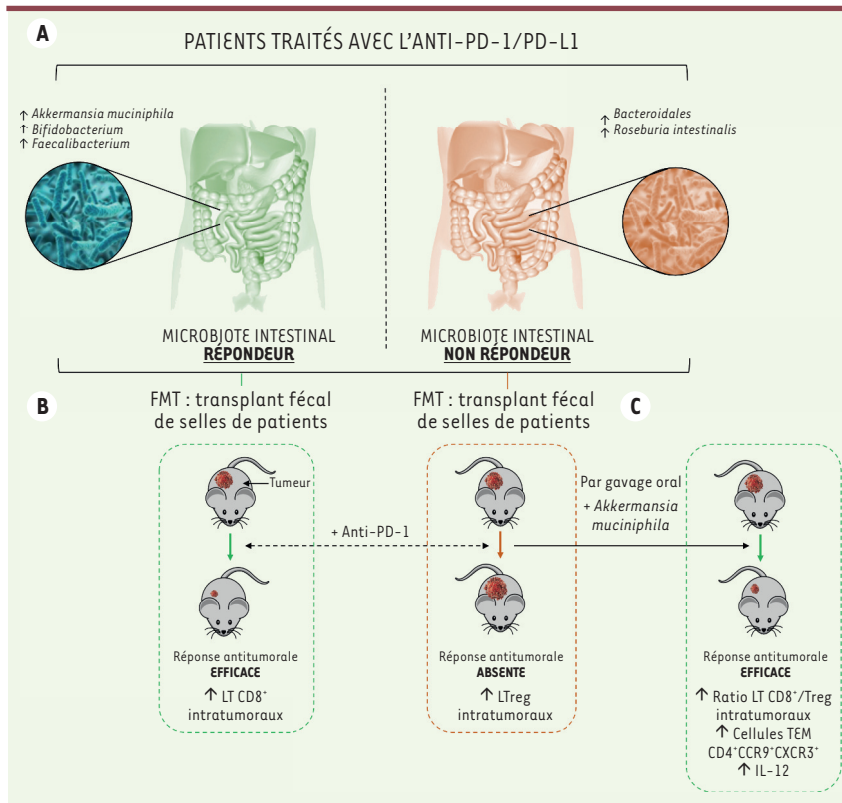 A
PATIENTS TRAITÉS AVEC L'ANTI-PD-1/PD-L1
↑ Akkermansia muciniphila
↑ Bifidobacterium
↑ Faecalibacterium
↑ Bacteroidales
↑ Roseburia intestinalis
MICROBIOTE INTESTINAL
RÉPONDEUR
MICROBIOTE INTESTINAL
NON RÉPONDEUR
B
FMT : transplant fécal
de selles de patients
FMT : transplant fécal
de selles de patients
C
Tumeur
+ Anti-PD-1
Par gavage oral
+ Akkermansia
muciniphila
Réponse antitumorale
EFFICACE
↑ LT CD8⁺
intratumoraux
Réponse antitumorale
ABSENTE
↑ LTreg
intratumoraux
Réponse antitumorale
EFFICACE
↑ Ratio LT CD8⁺/Treg
intratumoraux
↑ Cellules TEM
CD4⁺CCR9⁺CXCR3⁺
↑ IL-12